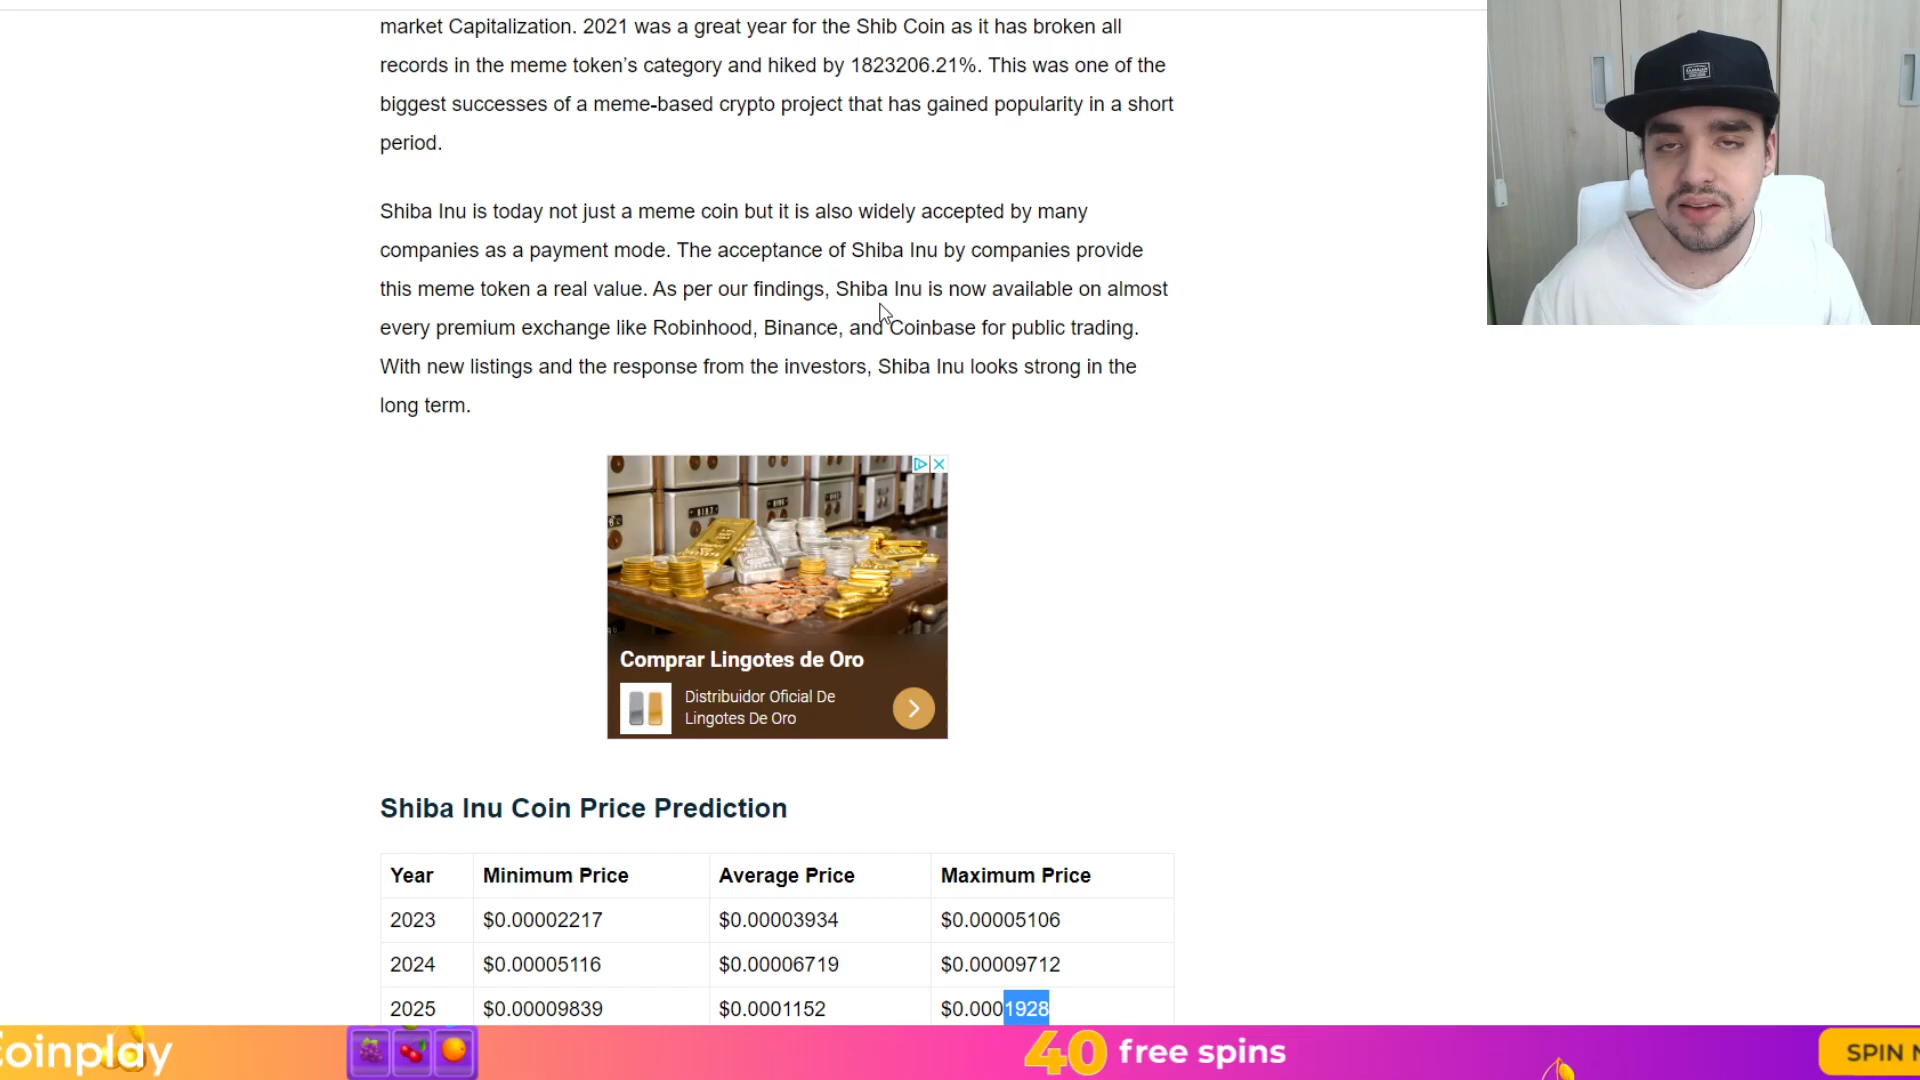 market Capitalization. 2021 was a great year for the Shib Coin as it has broken all
records in the meme token’s category and hiked by 1823206.21%. This was one of the
biggest successes of a meme-based crypto project that has gained popularity in a short
period.
Shiba Inu is today not just a meme coin but it is also widely accepted by many
companies as a payment mode. The acceptance of Shiba Inu by companies provide
this meme token a real value. As per our findings, Shiba Inu is now available on almost
every premium exchange like Robinhood, Binance, and Coinbase for public trading.
With new listings and the response from the investors, Shiba Inu looks strong in the
long term.
Comprar Lingotes de Oro
Distribuidor Oficial De
Lingotes De Oro
Shiba Inu Coin Price Prediction
Year Minimum Price Average Price Maximum Price
2023 $0.00002217 $0.00003934 $0.00005106
2024 $0.00005116 $0.00006719 $0.00009712
2025 $0.00009839 $0.0001152 $0.0001928
Coinplay 40 free spins SPIN N